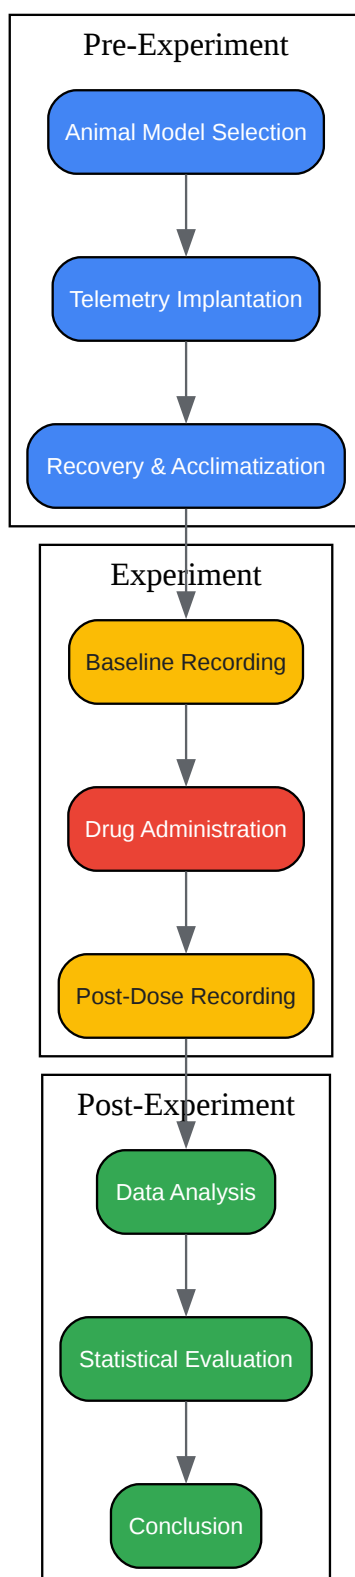 Pre-Experiment
Animal Model Selection
Telemetry Implantation
Recovery & Acclimatization
Experiment
Baseline Recording
Drug Administration
Post-Dose Recording
Post-Experiment
Data Analysis
Statistical Evaluation
Conclusion